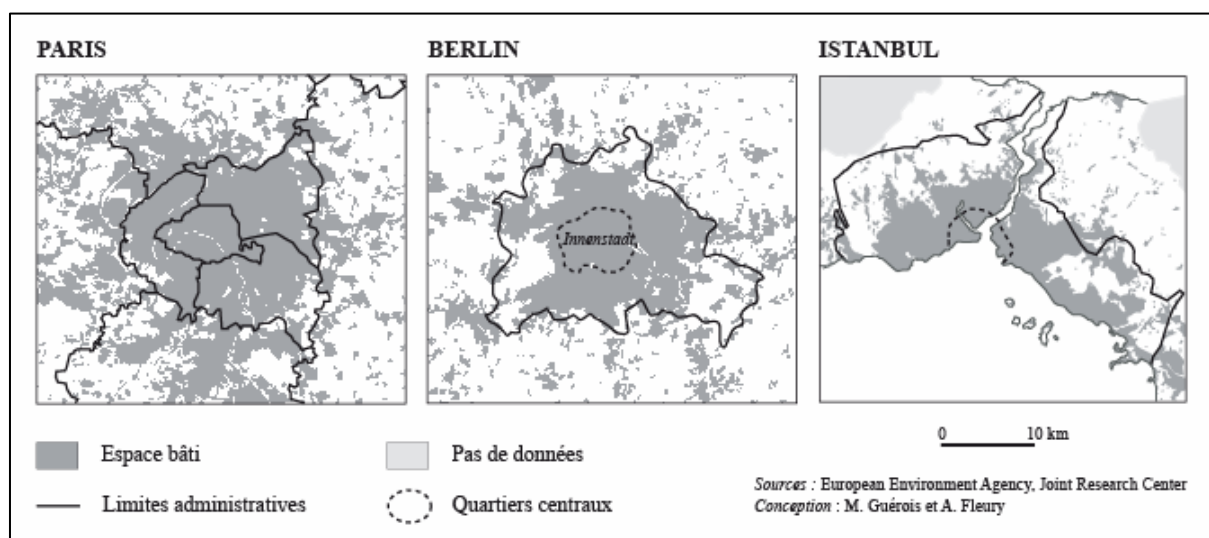 PARIS
BERLIN
ISTANBUL
Innenstadt
Espace bâti
Pas de données
0 10 km
Limites administratives
Quartiers centraux
Sources : European Environment Agency, Joint Research Center
Conception : M. Guérois et A. Fleury